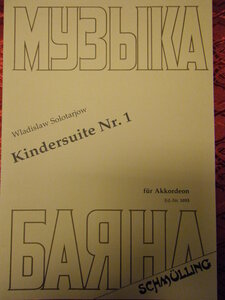 МУЗЫКА
Wladislaw Solotarjow
Kindersuite Nr. 1
für Akkordeon
БАЯНА
SCHMÜLLING